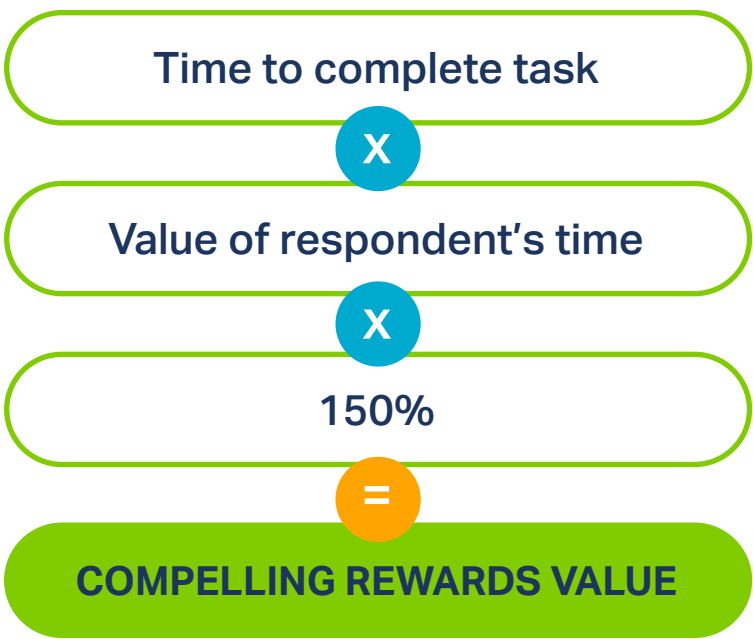 Time to complete task
X
Value of respondent’s time
X
150%
=
COMPELLING REWARDS VALUE